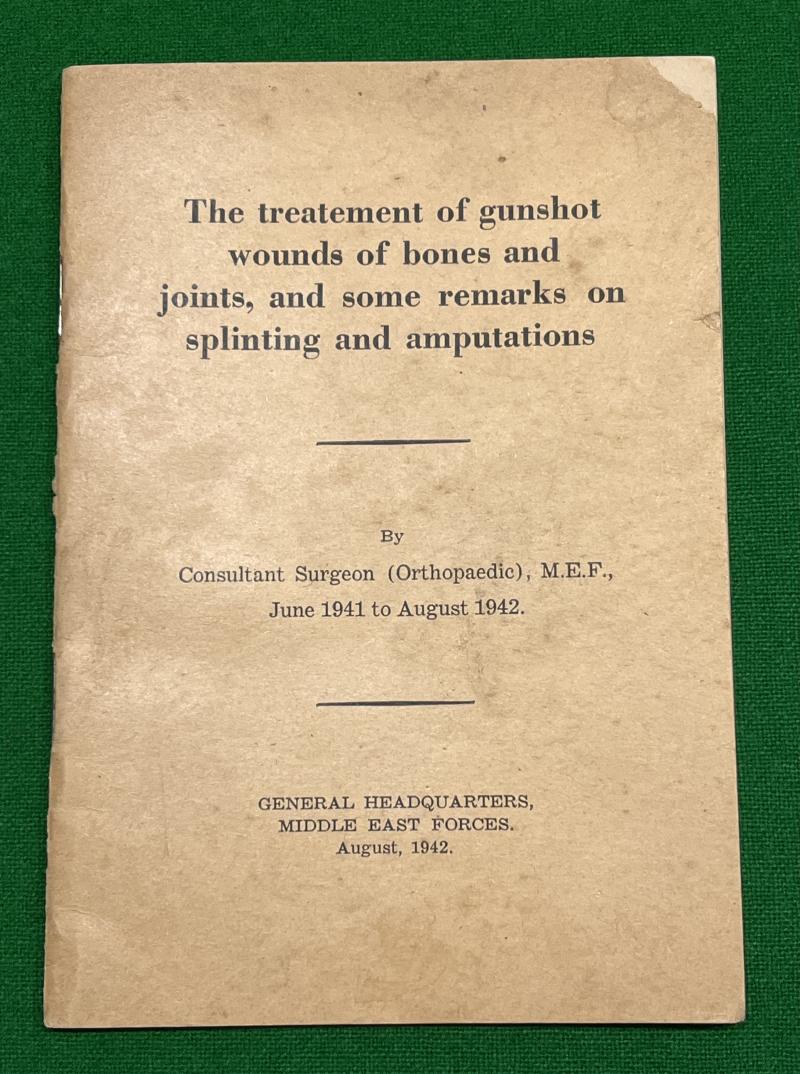 The treatement of gunshot
wounds of bones and
joints, and some remarks on
splinting and amputations
By
Consultant Surgeon (Orthopaedic), M.E.F.,
June 1941 to August 1942.
GENERAL HEADQUARTERS,
MIDDLE EAST FORCES.
August, 1942.